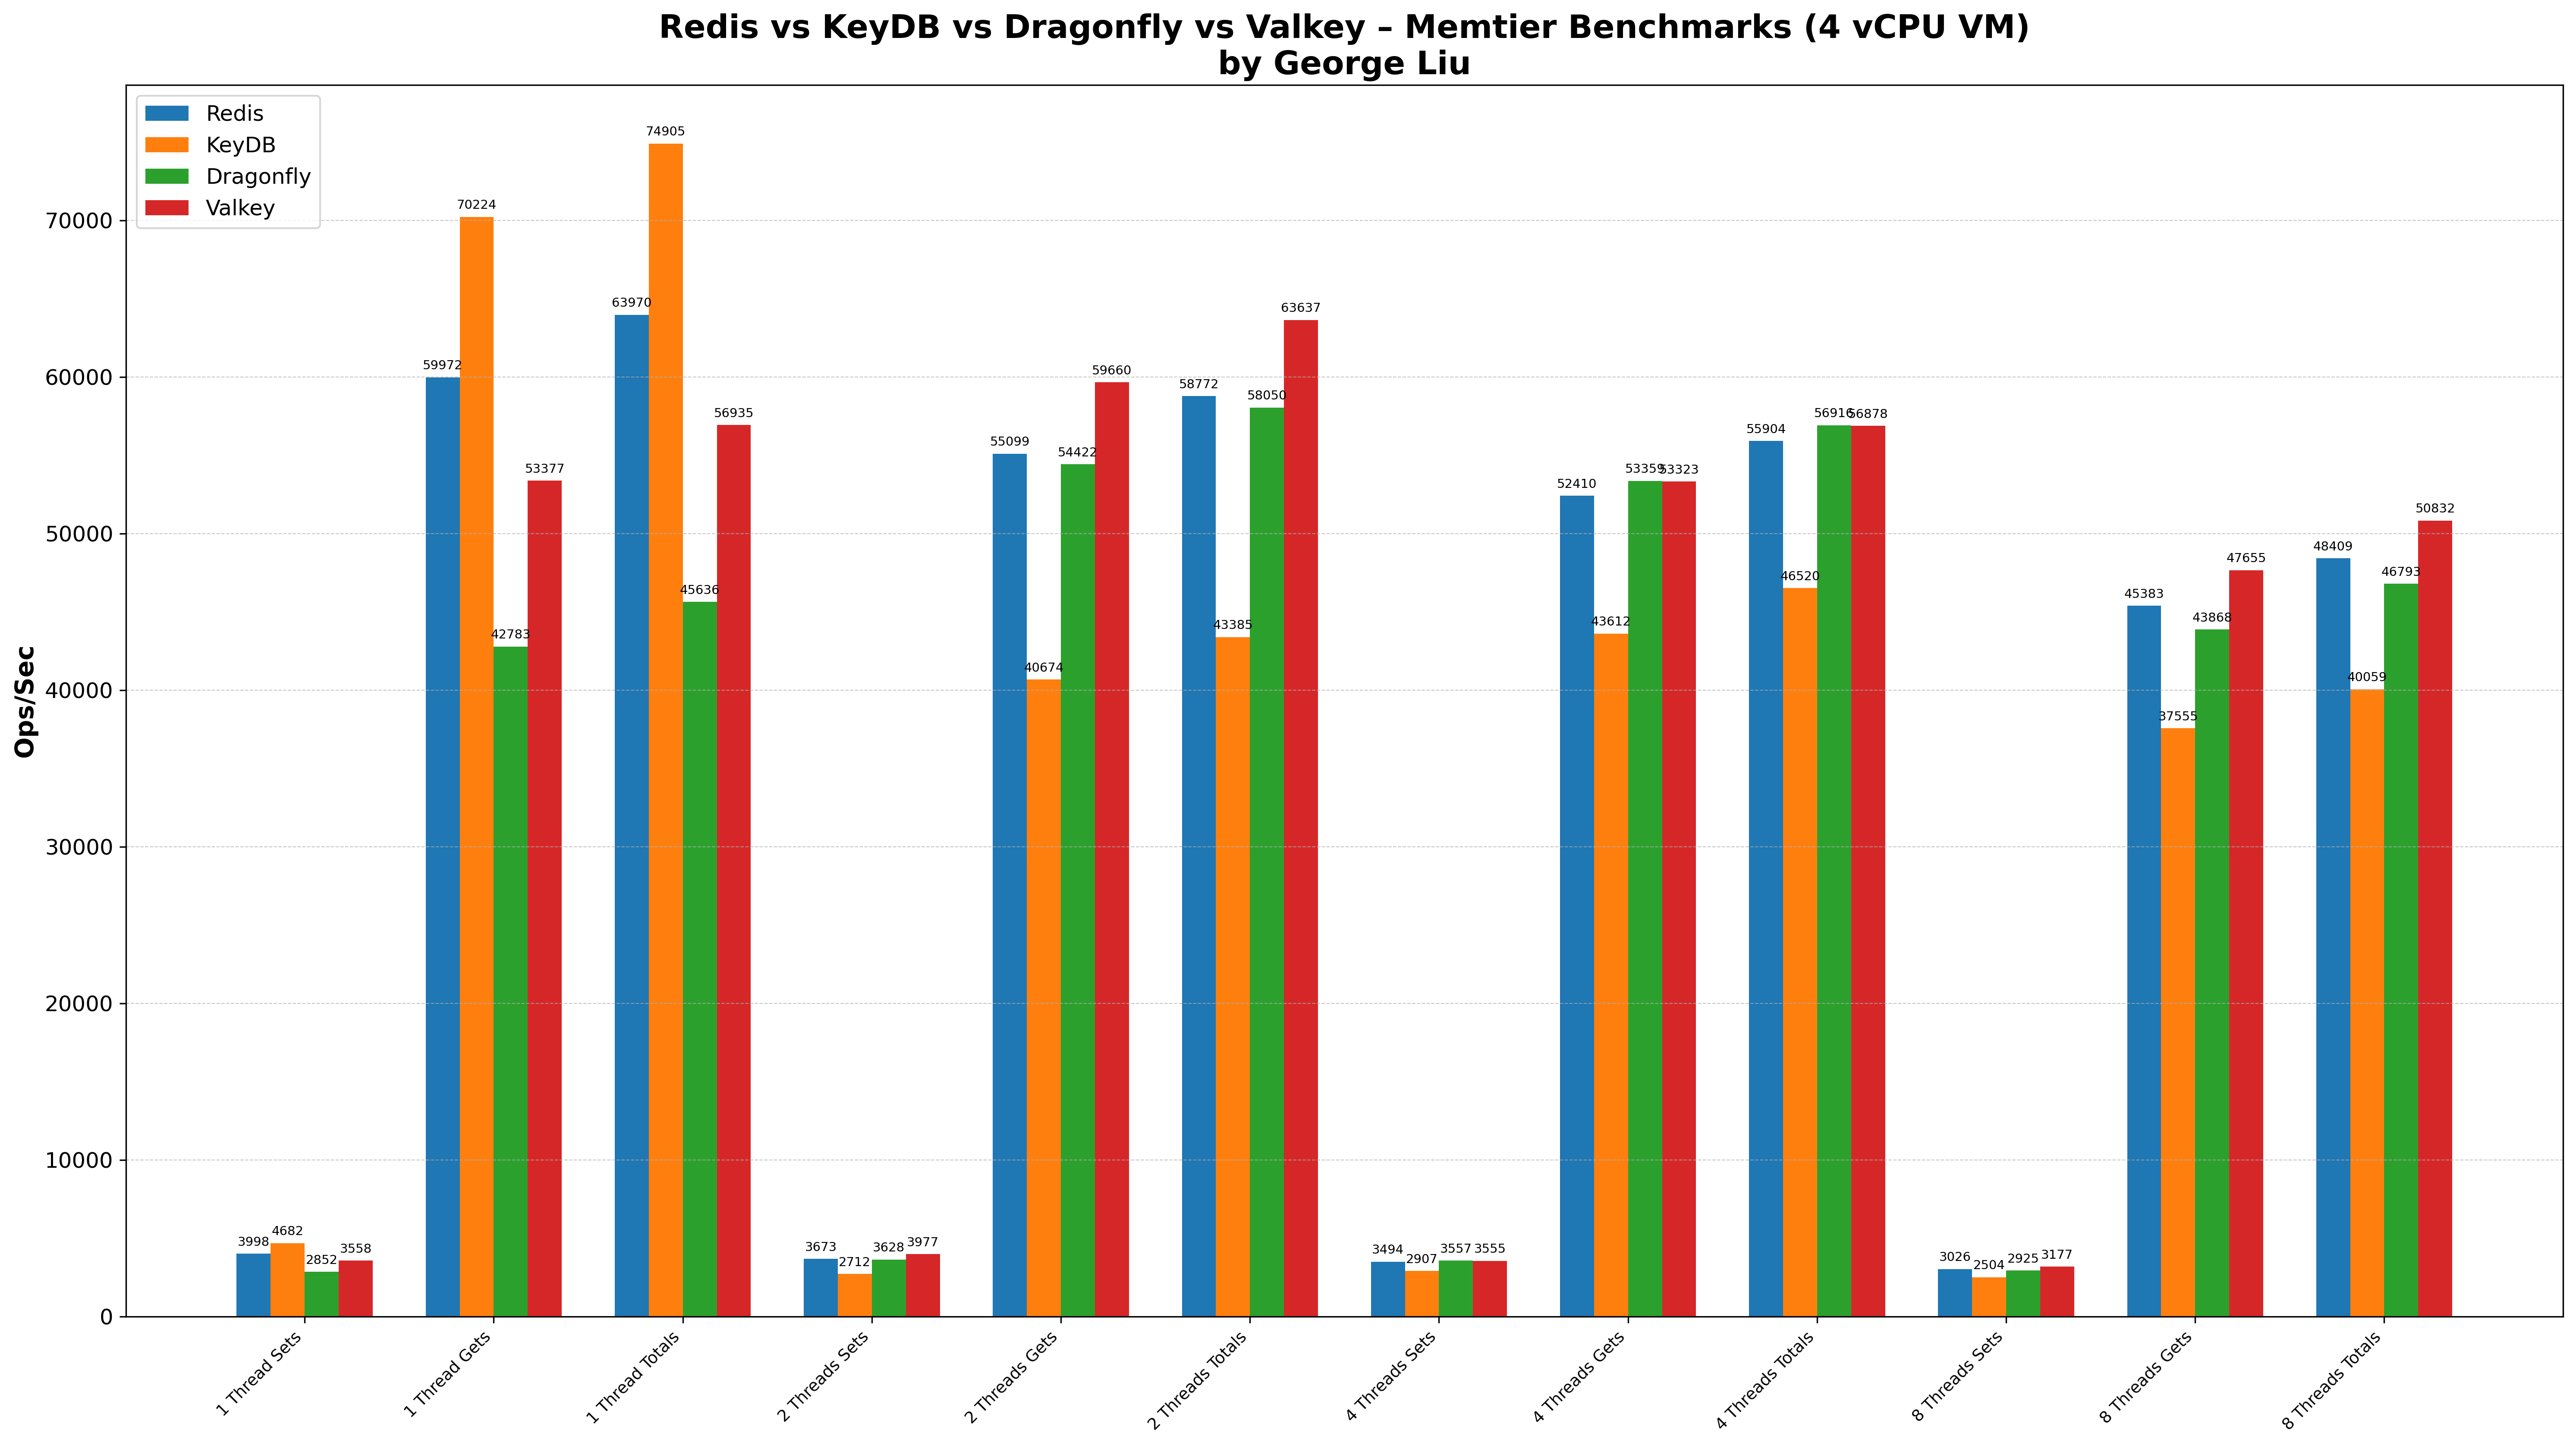 Redis vs KeyDB vs Dragonfly vs Valkey – Memtier Benchmarks (4 vCPU VM)
by George Liu
Redis
KeyDB
Dragonfly
Valkey
Ops/Sec
70000
60000
50000
40000
30000
20000
10000
0
3998
4682
2852
3558
59972
70224
42783
53377
63970
74905
45636
56935
3673
2712
3628
3977
55099
40674
54422
59660
58772
43385
58050
63637
3494
2907
3557
3555
52410
43612
53359
53323
55904
46520
56916
56878
3026
2504
2925
3177
45383
37555
43868
47655
48409
40059
46793
50832
1 Thread Sets
1 Thread Gets
1 Thread Totals
2 Threads Sets
2 Threads Gets
2 Threads Totals
4 Threads Sets
4 Threads Gets
4 Threads Totals
8 Threads Sets
8 Threads Gets
8 Threads Totals